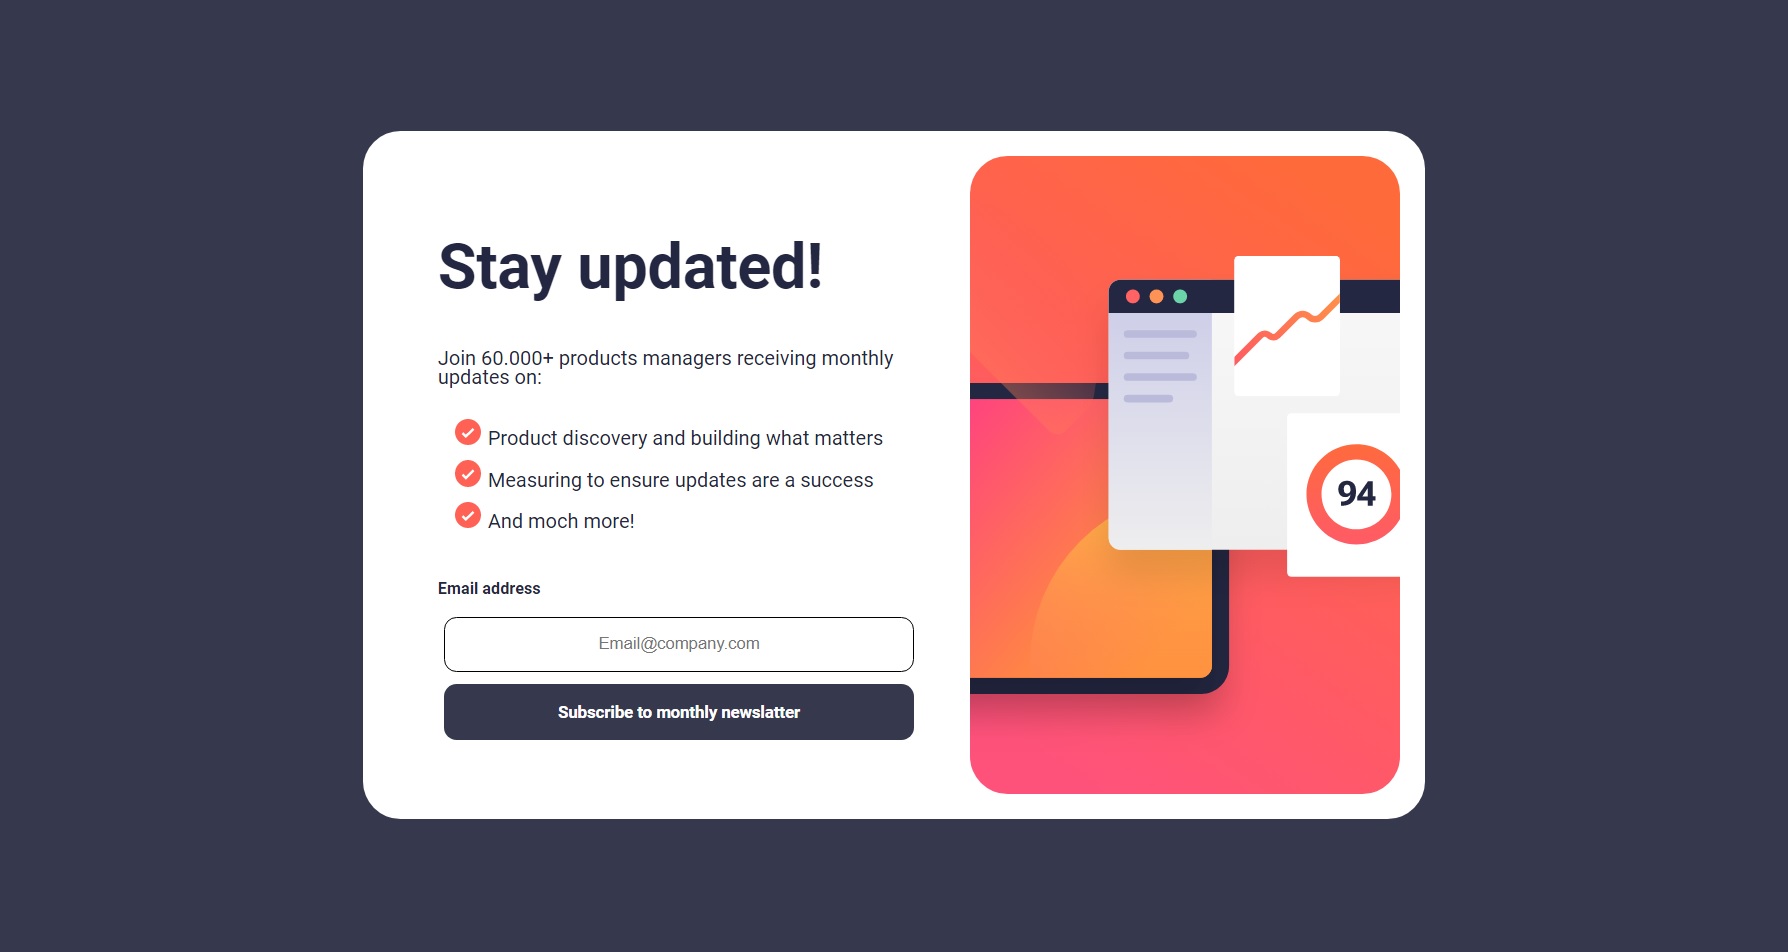 Stay updated!
Join 60.000+ products managers receiving monthly
updates on:
Product discovery and building what matters
Measuring to ensure updates are a success
And moch more!
Email address
Email@company.com
Subscribe to monthly newslatter
94